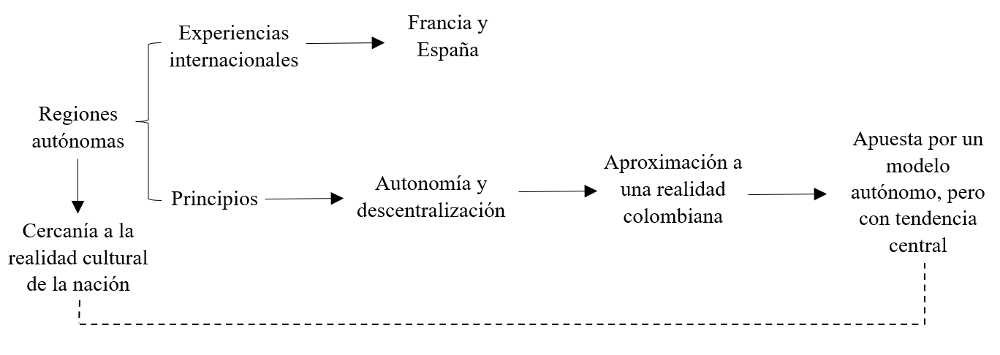 Experiencias
internacionales
Francia y
España
Regiones
autónomas
Principios
Autonomía y
descentralización
Aproximación a
una realidad
colombiana
Apuesta por un
modelo
autónomo, pero
con tendencia
central
Cercanía a la
realidad cultural
de la nación